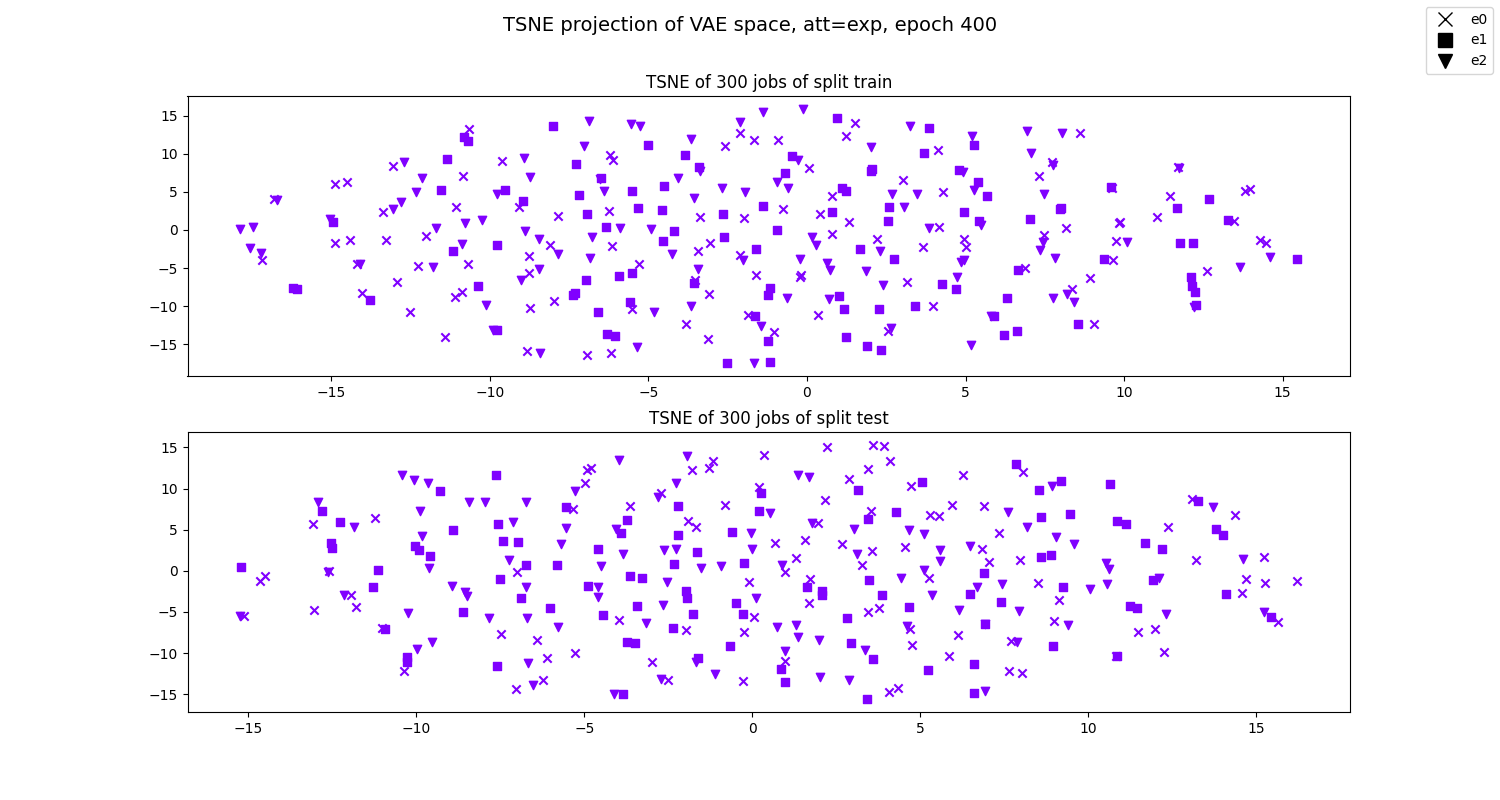 TSNE projection of VAE space, att=exp, epoch 400
e0
e1
e2
TSNE of 300 jobs of split train
15
10
5
0
−5
−10
−15
−15 −10 −5 0 5 10 15
TSNE of 300 jobs of split test
15
10
5
0
−5
−10
−15
−15 −10 −5 0 5 10 15